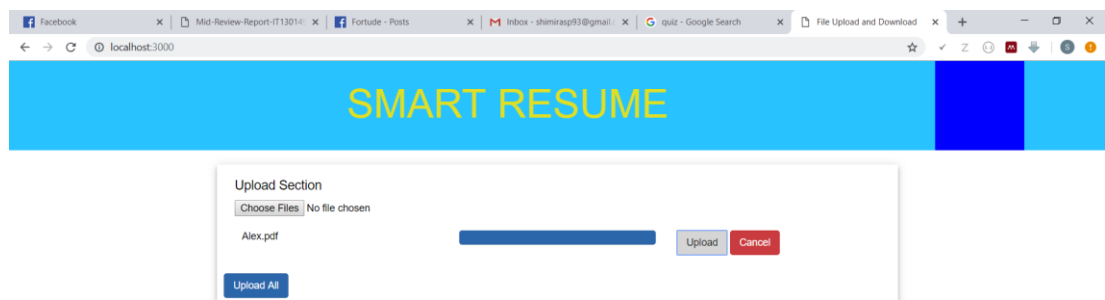 Facebook
Mid-Review-Report-IT13014
Fortude - Posts
Inbox - shimirasp93@gmail.
quiz - Google Search
File Upload and Download
localhost:3000
SMART RESUME
Upload Section
Choose Files No file chosen
Alex.pdf
Upload
Cancel
Upload All